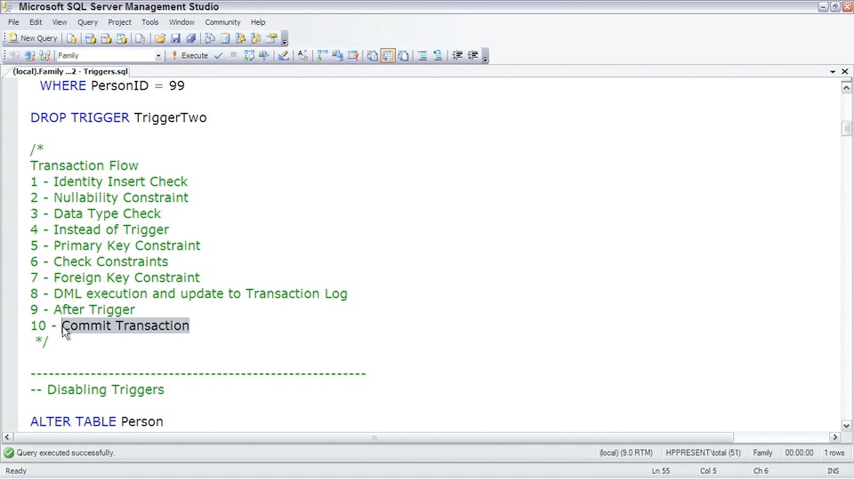 Microsoft SQL Server Management Studio
File Edit View Query Project Tools Window Community Help
New Query
Family Execute
(local).Family ...2 - Triggers.sql
WHERE PersonID = 99
DROP TRIGGER TriggerTwo
/*
Transaction Flow
1 - Identity Insert Check
2 - Nullability Constraint
3 - Data Type Check
4 - Instead of Trigger
5 - Primary Key Constraint
6 - Check Constraints
7 - Foreign Key Constraint
8 - DML execution and update to Transaction Log
9 - After Trigger
10 - Commit Transaction
*/
-------------------------------------------------------
-- Disabling Triggers
ALTER TABLE Person
Query executed successfully. (local) (9.0 RTM) HPPRESENT\total (51) Family 00:00:00 1 rows
Ready Ln 55 Col 5 Ch 6 INS